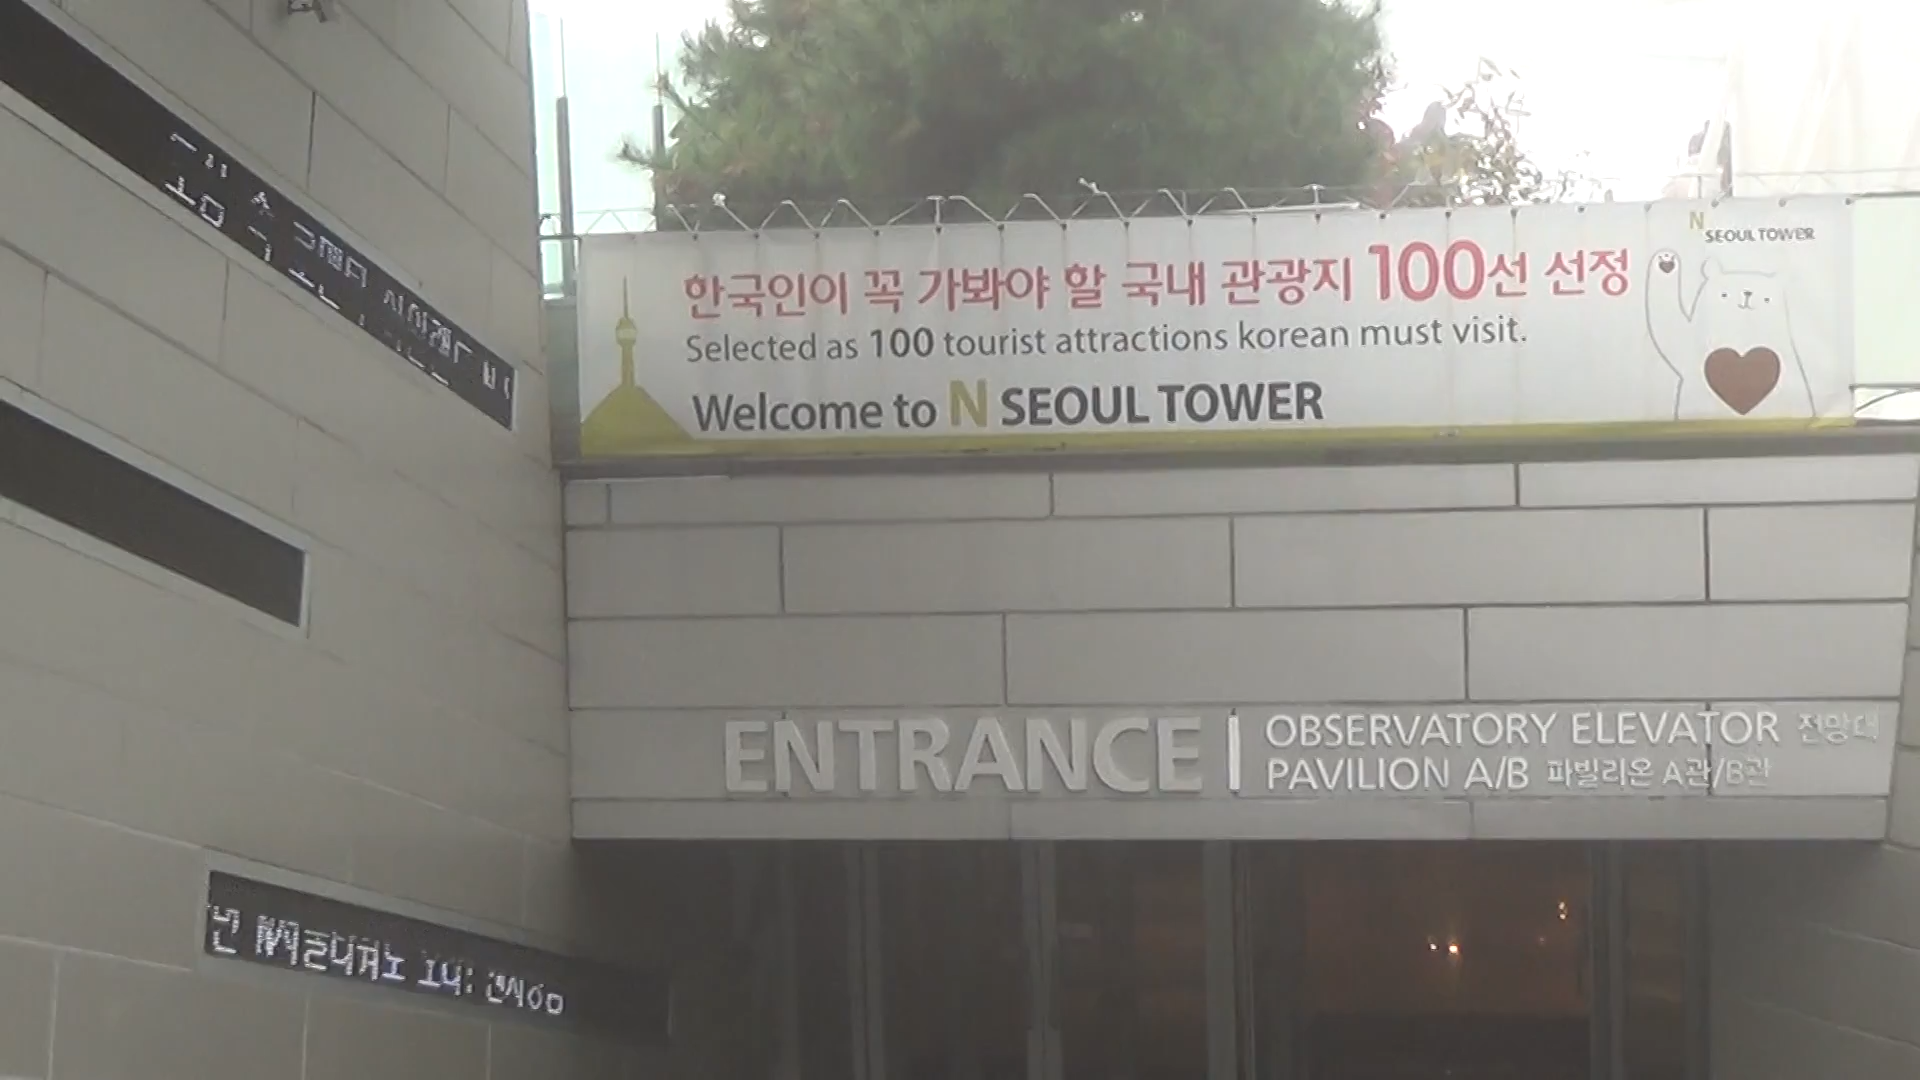 N
SEOUL TOWER
한국인이 꼭 가봐야 할 국내 관광지 100선 선정
Selected as 100 tourist attractions korean must visit.
Welcome to N SEOUL TOWER
ENTRANCE
OBSERVATORY ELEVATOR 전망대
PAVILION A/B 파빌리온 A관/B관